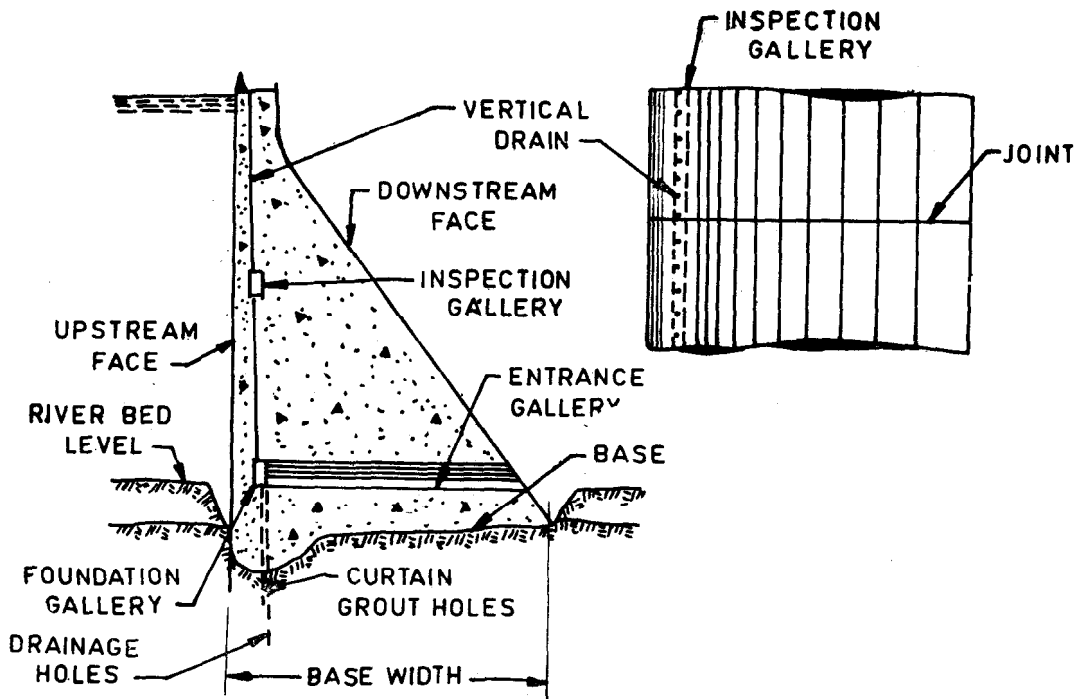 INSPECTION
GALLERY
VERTICAL
DRAIN
JOINT
DOWNSTREAM
FACE
INSPECTION
GALLERY
UPSTREAM
FACE
ENTRANCE
GALLERY
RIVER BED
LEVEL
BASE
FOUNDATION
GALLERY
CURTAIN
GROUT HOLES
DRAINAGE
HOLES
BASE WIDTH